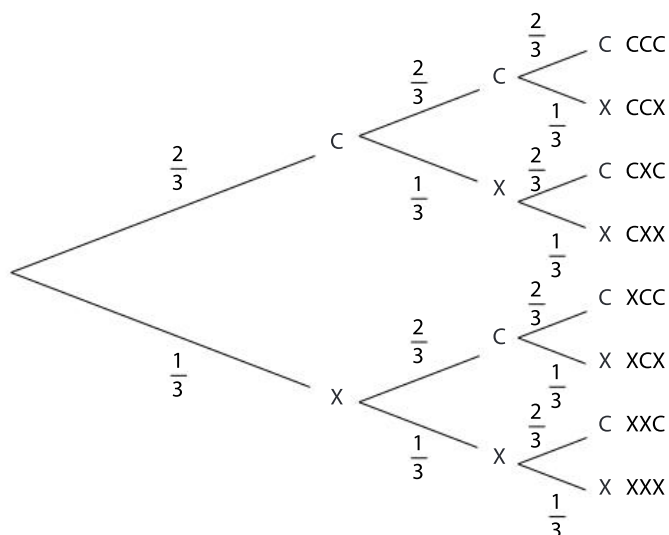 2/3
C CCC
2/3
C
1/3
X CCX
2/3
C
2/3
C CXC
1/3
X
1/3
X CXX
2/3
C XCC
2/3
C
1/3
X XCX
1/3
X
2/3
C XXC
1/3
X
1/3
X XXX